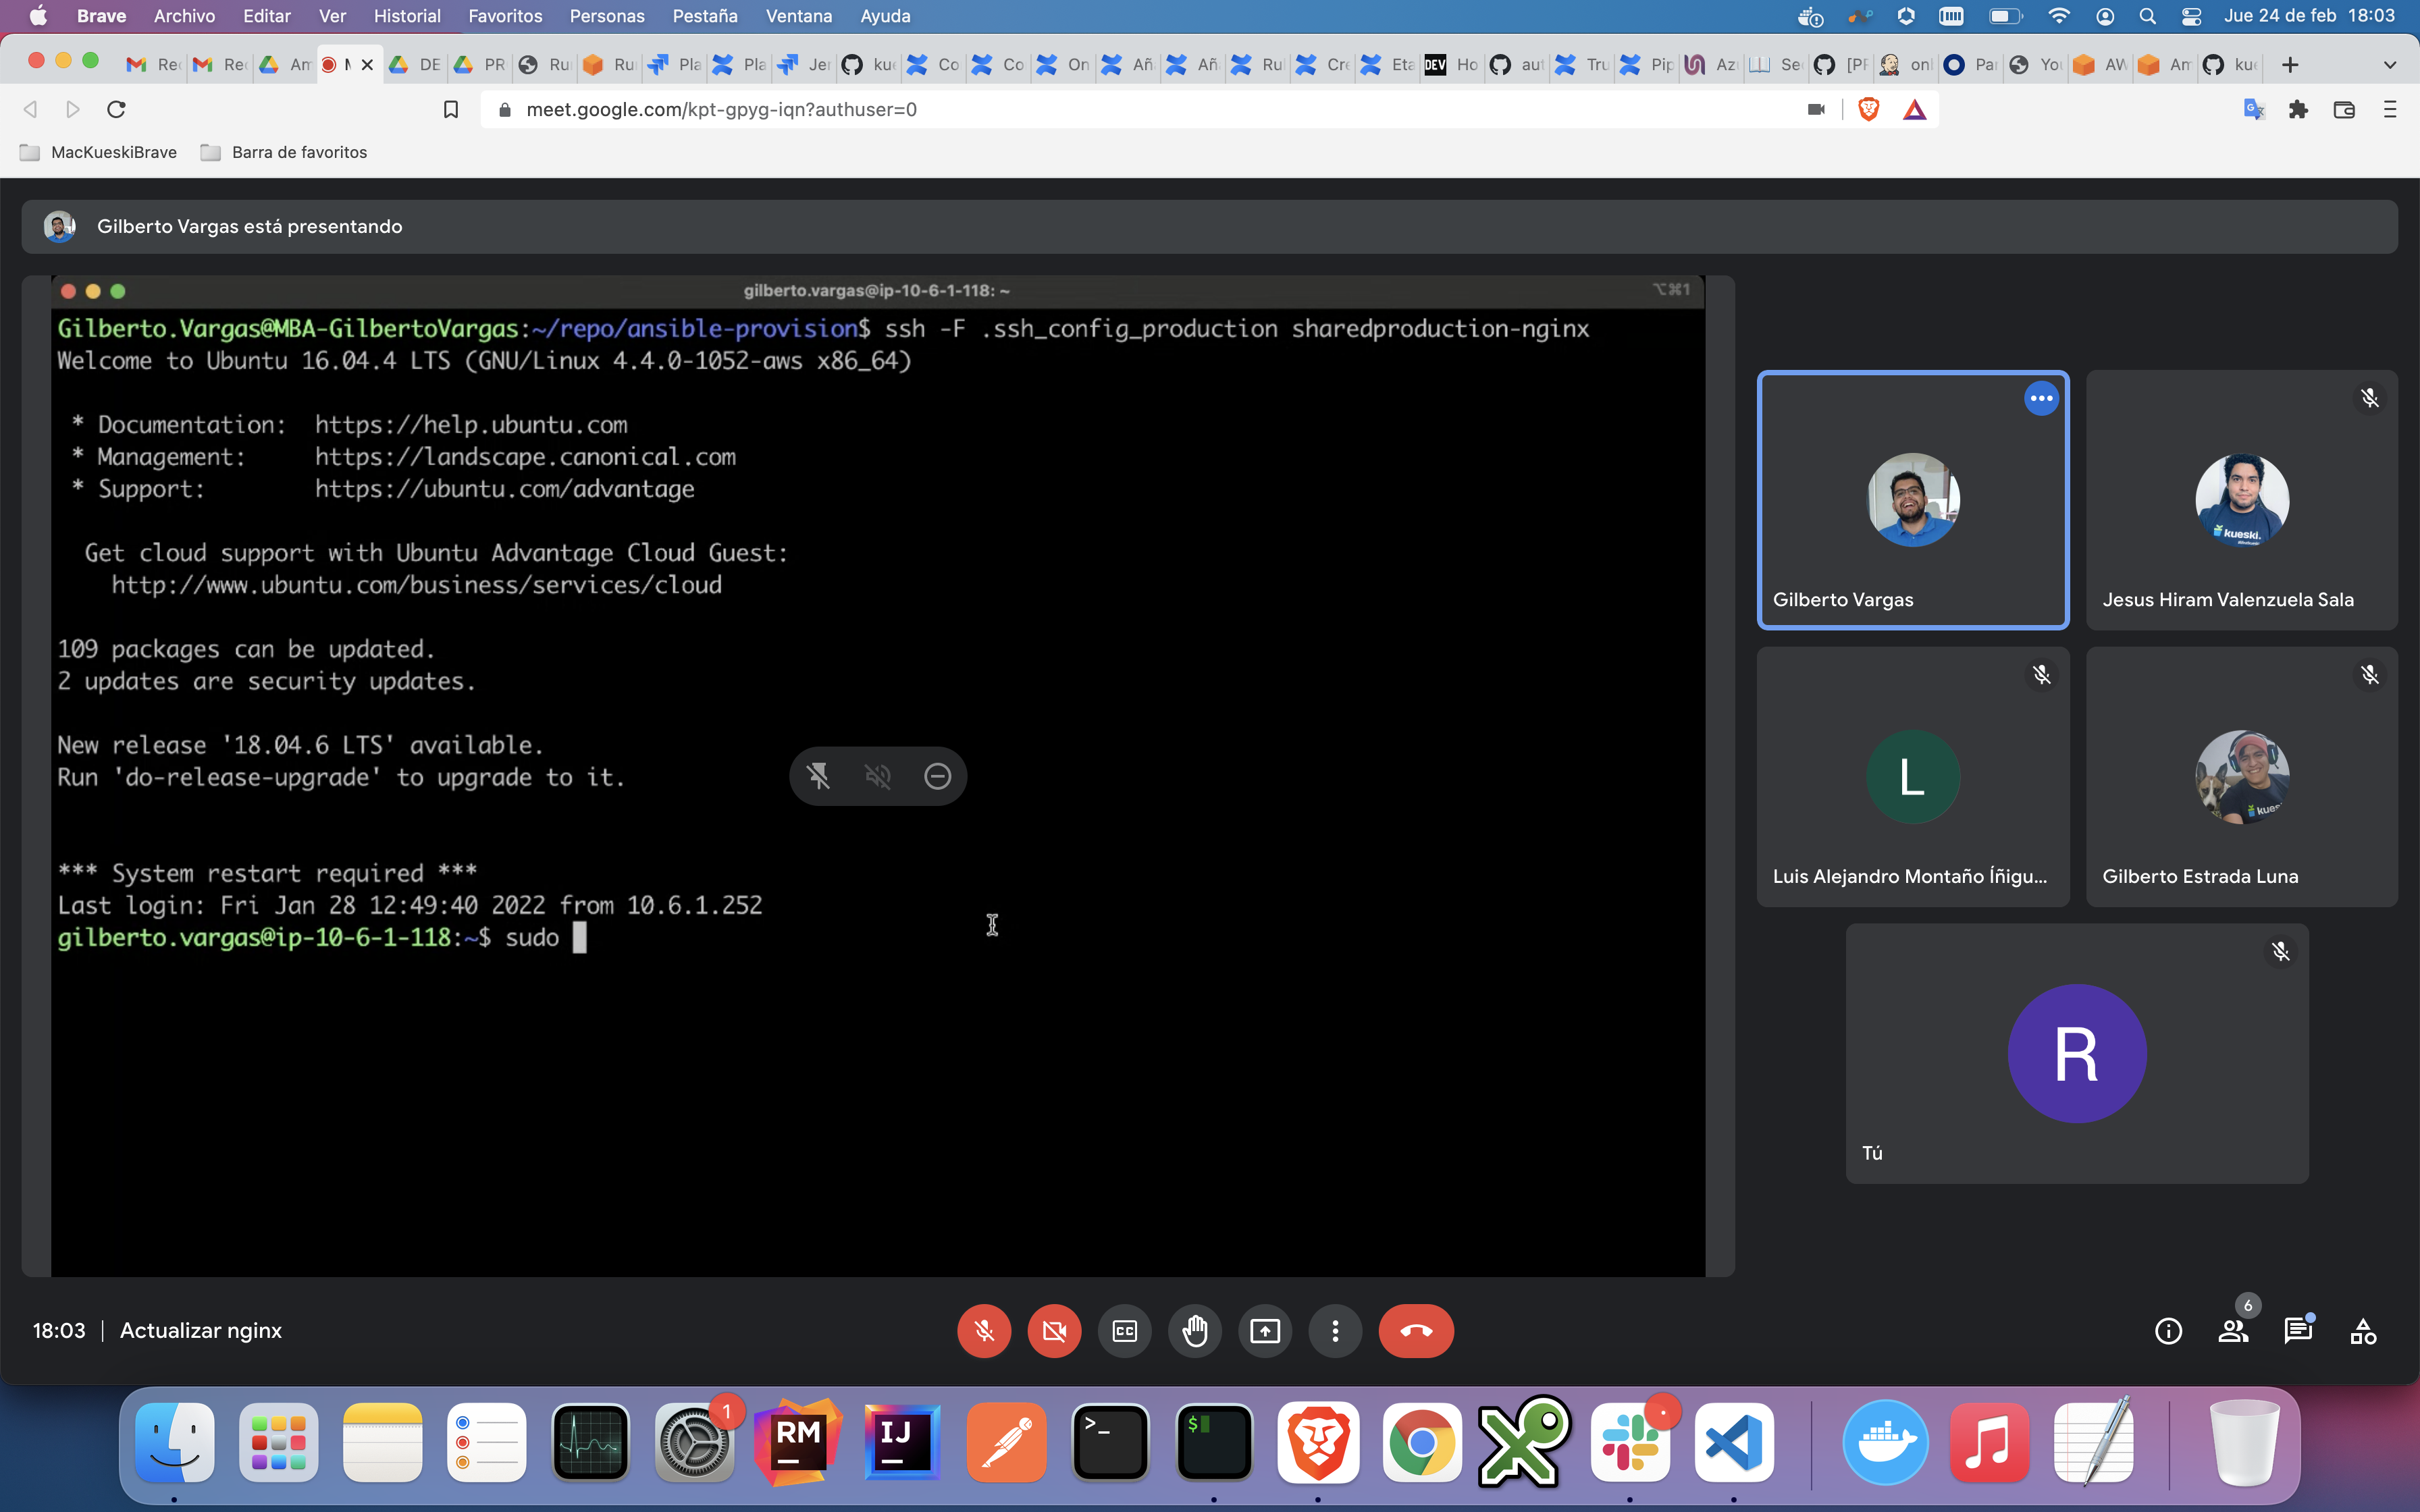 Brave Archivo Editar Ver Historial Favoritos Personas Pestaña Ventana Ayuda Jue 24 de feb 18:03
Rec Rec Am M DE PR Ru Ru Pla Pla Jer kue Co Co On Añ Añ Ru Cre Eta DEV Ho aut Tru Pip Az Se [PF onl Pa You AW Am kue
meet.google.com/kpt-gpyg-iqn?authuser=0
MacKueskiBrave Barra de favoritos
Gilberto Vargas está presentando
gilberto.vargas@ip-10-6-1-118: ~ ⌥⌘1
Gilberto.Vargas@MBA-GilbertoVargas:~/repo/ansible-provision$ ssh -F .ssh_config_production sharedproduction-nginx
Welcome to Ubuntu 16.04.4 LTS (GNU/Linux 4.4.0-1052-aws x86_64)
* Documentation: https://help.ubuntu.com
* Management: https://landscape.canonical.com
* Support: https://ubuntu.com/advantage
Get cloud support with Ubuntu Advantage Cloud Guest:
http://www.ubuntu.com/business/services/cloud
109 packages can be updated.
2 updates are security updates.
New release '18.04.6 LTS' available.
Run 'do-release-upgrade' to upgrade to it.
*** System restart required ***
Last login: Fri Jan 28 12:49:40 2022 from 10.6.1.252
gilberto.vargas@ip-10-6-1-118:~$ sudo
kueski.
Gilberto Vargas
Jesus Hiram Valenzuela Sala
L
Luis Alejandro Montaño Íñigu...
Gilberto Estrada Luna
R
Tú
18:03 | Actualizar nginx
CC
6
1
RM
IJ
>_
$